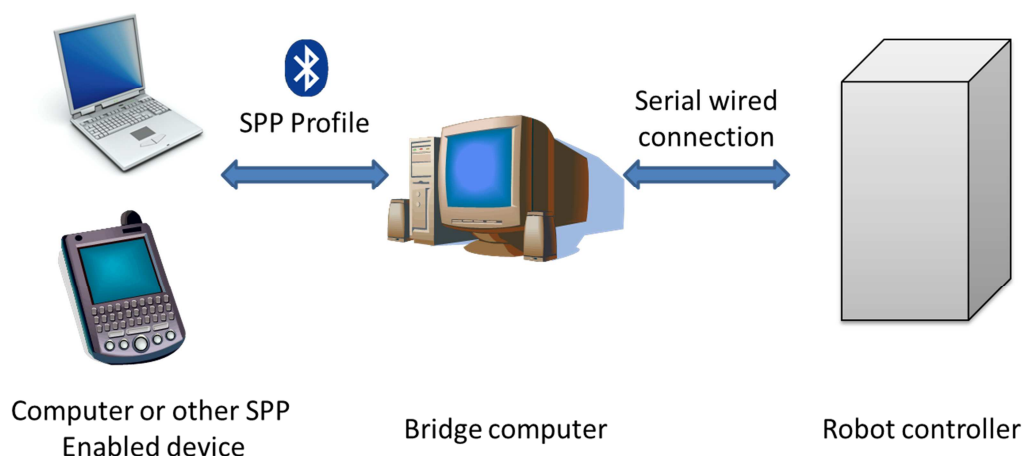 SPP Profile
Serial wired
connection
Computer or other SPP
Enabled device
Bridge computer
Robot controller